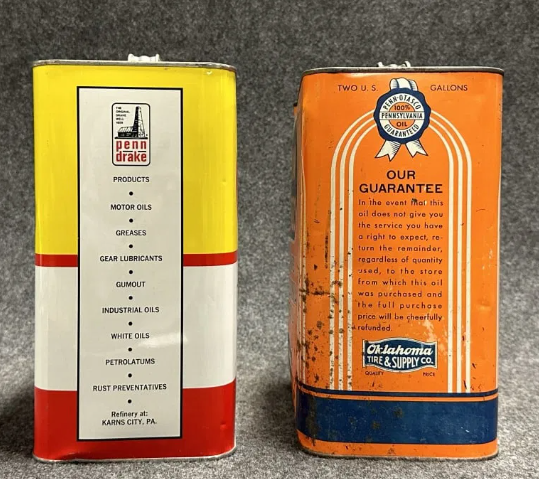 THE
ORIGINAL
DRAKE
WELL
1859
penn
drake
PRODUCTS
MOTOR OILS
GREASES
GEAR LUBRICANTS
GUMOUT
INDUSTRIAL OILS
WHITE OILS
PETROLATUMS
RUST PREVENTATIVES
Refinery at:
KARNS CITY, PA.
TWO U.S. GALLONS
PENN-OTASCO
100%
PENNSYLVANIA
OIL
GUARANTEED
OUR
GUARANTEE
In the event that this
oil does not give you
the service you have
a right to expect, re-
turn the remainder,
regardless of quantity
used, to the store
from which this oil
was purchased and
the full purchase
price will be cheerfully
refunded.
Oklahoma
TIRE & SUPPLY CO.
QUALITY PRICE